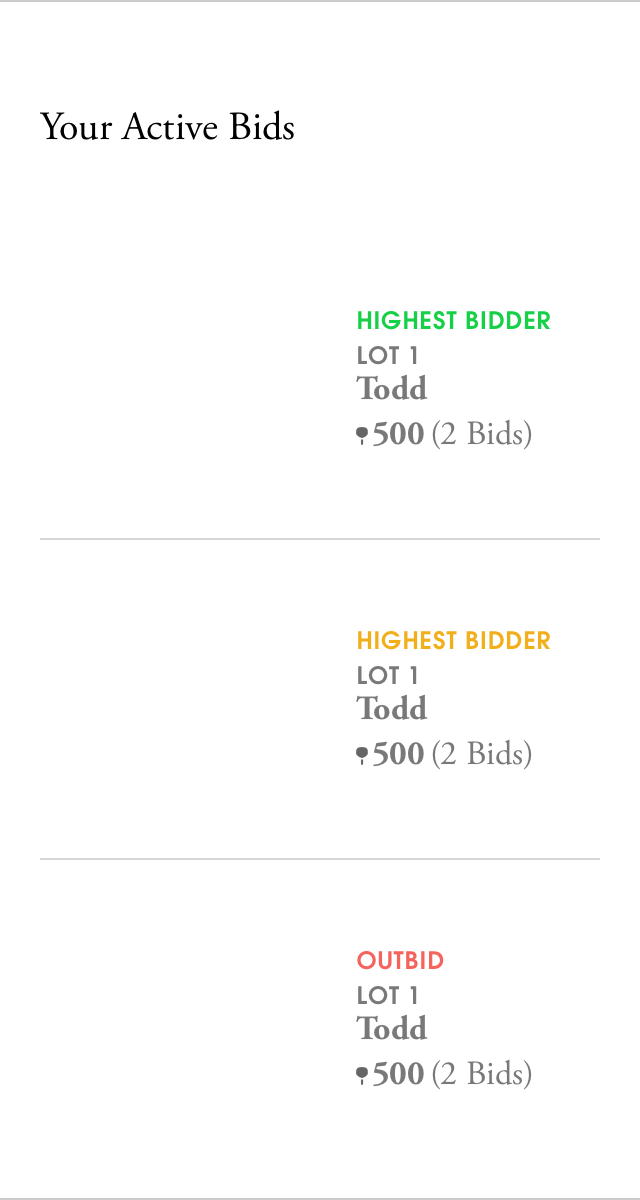 Your Active Bids
HIGHEST BIDDER
LOT 1
Todd
500 (2 Bids)
HIGHEST BIDDER
LOT 1
Todd
500 (2 Bids)
OUTBID
LOT 1
Todd
500 (2 Bids)